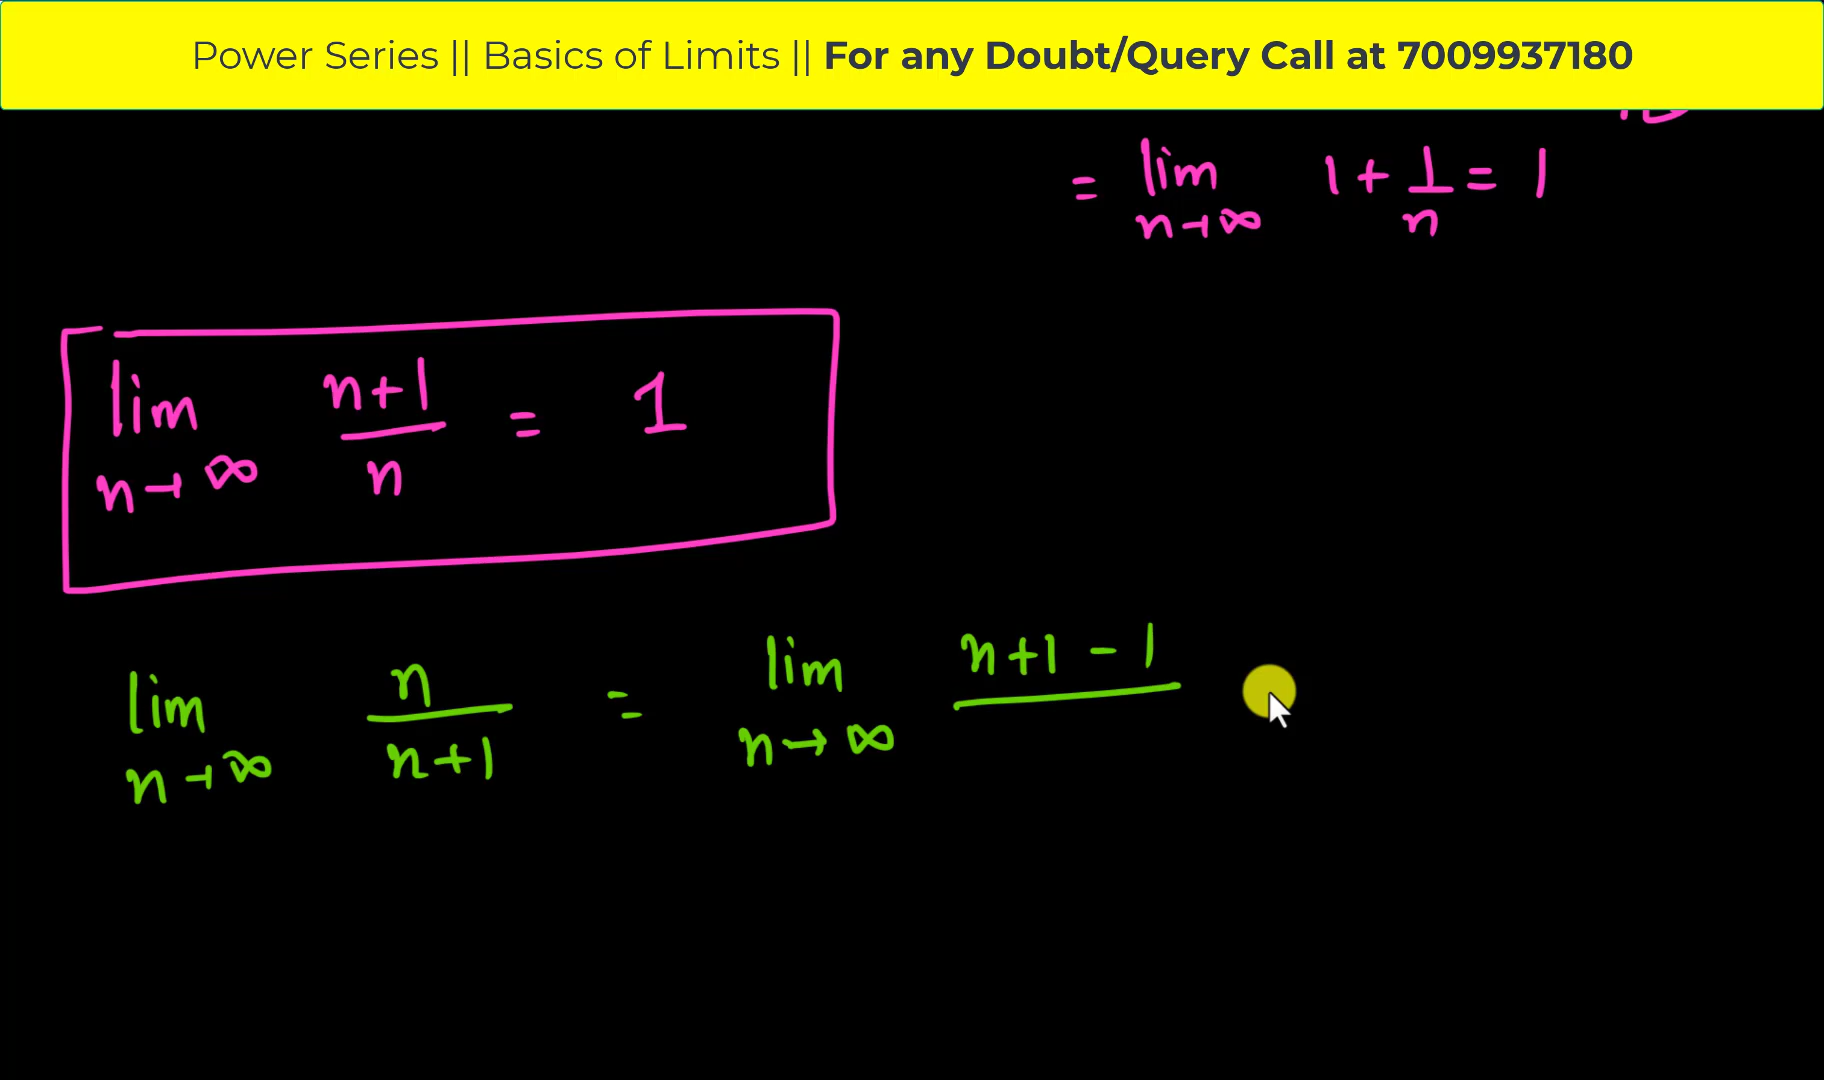 Power Series || Basics of Limits || For any Doubt/Query Call at 7009937180
= lim n→∞ 1 + 1/n = 1
lim n→∞ n+1/n = 1
lim n→∞ n/n+1 = lim n→∞ n+1-1